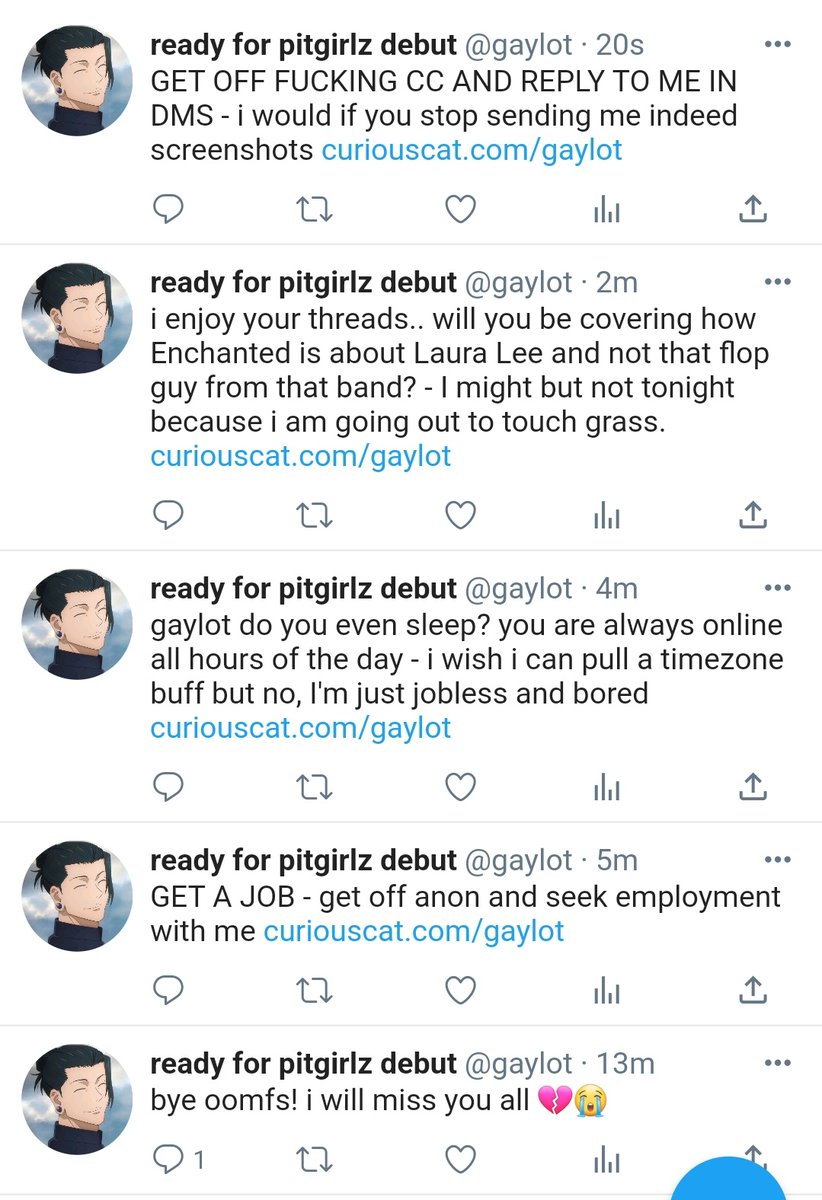 ready for pitgirlz debut @gaylot · 20s
GET OFF FUCKING CC AND REPLY TO ME IN
DMS - i would if you stop sending me indeed
screenshots curiouscat.com/gaylot
ready for pitgirlz debut @gaylot · 2m
i enjoy your threads.. will you be covering how
Enchanted is about Laura Lee and not that flop
guy from that band? - I might but not tonight
because i am going out to touch grass.
curiouscat.com/gaylot
ready for pitgirlz debut @gaylot · 4m
gaylot do you even sleep? you are always online
all hours of the day - i wish i can pull a timezone
buff but no, I'm just jobless and bored
curiouscat.com/gaylot
ready for pitgirlz debut @gaylot · 5m
GET A JOB - get off anon and seek employment
with me curiouscat.com/gaylot
ready for pitgirlz debut @gaylot · 13m
bye oomfs! i will miss you all 💔😭
1